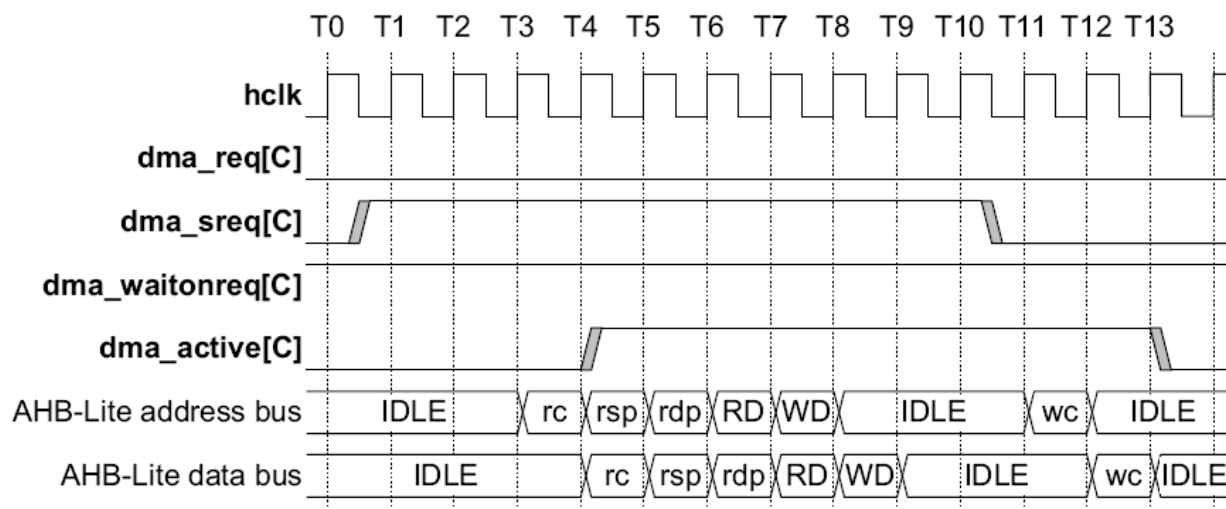 T0 T1 T2 T3 T4 T5 T6 T7 T8 T9 T10 T11 T12 T13
hclk
dma_req[C]
dma_sreq[C]
dma_waitonreq[C]
dma_active[C]
AHB-Lite address bus IDLE rc rsp rdp RD WD IDLE wc IDLE
AHB-Lite data bus IDLE rc rsp rdp RD WD IDLE wc IDLE